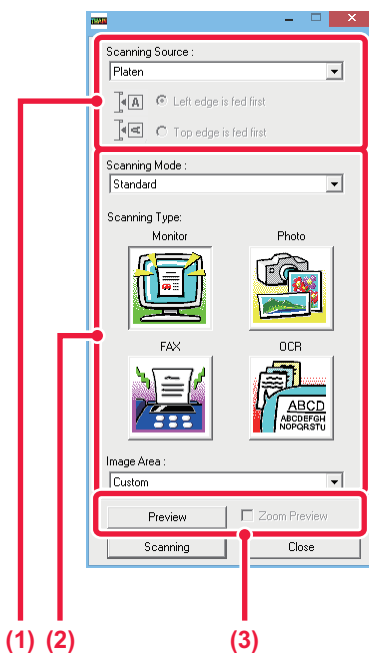 TWAIN
Scanning Source :
Platen
A Left edge is fed first
A Top edge is fed first
Scanning Mode :
Standard
Scanning Type:
Monitor Photo
FAX OCR
ABCD
ABCDEFGH
NOPQRSTU
Image Area :
Custom
Preview Zoom Preview
Scanning Close
(1) (2) (3)